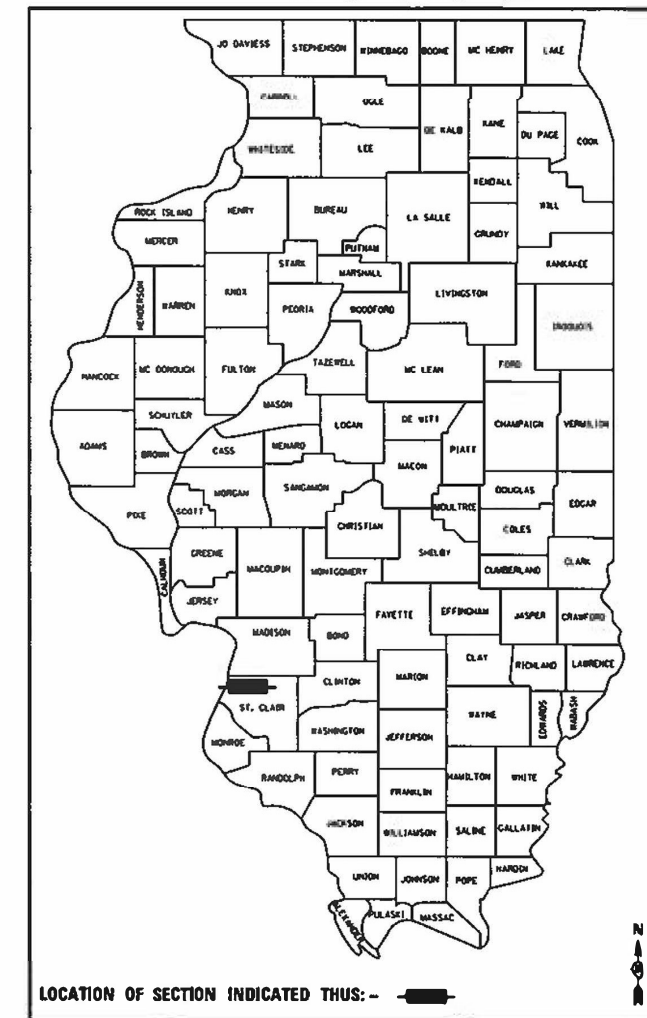 JO DAVIESS STEPHENSON WINNEBAGO BOONE MC HENRY LAKE
CARROLL OGLE DE KALB KANE DU PAGE COOK
WHITESIDE LEE
KENDALL WILL
ROCK ISLAND HENRY BUREAU LA SALLE GRUNDY
MERCER PUTNAM
STARK MARSHALL KANKAKEE
HENDERSON WARREN KNOX PEORIA WOODFORD LIVINGSTON IROQUOIS
HANCOCK MC DONOUGH FULTON TAZEWELL MC LEAN FORD
SCHUYLER MASON LOGAN DE WITT CHAMPAIGN VERMILION
ADAMS BROWN CASS MENARD MACON PIATT
PIKE SCOTT MORGAN SANGAMON MOULTRIE DOUGLAS EDGAR
CHRISTIAN COLES
CALHOUN GREENE MACOUPIN MONTGOMERY SHELBY CUMBERLAND CLARK
JERSEY FAYETTE EFFINGHAM JASPER CRAWFORD
MADISON BOND
CLINTON MARION CLAY RICHLAND LAWRENCE
ST. CLAIR WAYNE EDWARDS WABASH
MONROE WASHINGTON JEFFERSON
RANDOLPH PERRY FRANKLIN HAMILTON WHITE
JACKSON WILLIAMSON SALINE GALLATIN
UNION JOHNSON POPE HARDIN
ALEXANDER PULASKI MASSAC
N
LOCATION OF SECTION INDICATED THUS: -